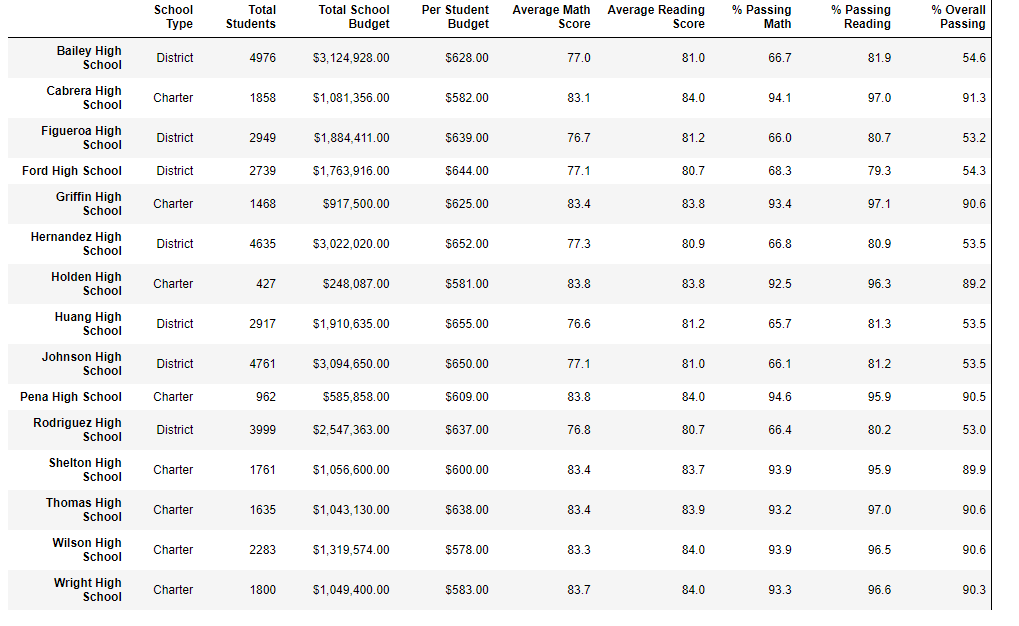 School Type Total Students Total School Budget Per Student Budget Average Math Score Average Reading Score % Passing Math % Passing Reading % Overall Passing
Bailey High School District 4976 $3,124,928.00 $628.00 77.0 81.0 66.7 81.9 54.6
Cabrera High School Charter 1858 $1,081,356.00 $582.00 83.1 84.0 94.1 97.0 91.3
Figueroa High School District 2949 $1,884,411.00 $639.00 76.7 81.2 66.0 80.7 53.2
Ford High School District 2739 $1,763,916.00 $644.00 77.1 80.7 68.3 79.3 54.3
Griffin High School Charter 1468 $917,500.00 $625.00 83.4 83.8 93.4 97.1 90.6
Hernandez High School District 4635 $3,022,020.00 $652.00 77.3 80.9 66.8 80.9 53.5
Holden High School Charter 427 $248,087.00 $581.00 83.8 83.8 92.5 96.3 89.2
Huang High School District 2917 $1,910,635.00 $655.00 76.6 81.2 65.7 81.3 53.5
Johnson High School District 4761 $3,094,650.00 $650.00 77.1 81.0 66.1 81.2 53.5
Pena High School Charter 962 $585,858.00 $609.00 83.8 84.0 94.6 95.9 90.5
Rodriguez High School District 3999 $2,547,363.00 $637.00 76.8 80.7 66.4 80.2 53.0
Shelton High School Charter 1761 $1,056,600.00 $600.00 83.4 83.7 93.9 95.9 89.9
Thomas High School Charter 1635 $1,043,130.00 $638.00 83.4 83.9 93.2 97.0 90.6
Wilson High School Charter 2283 $1,319,574.00 $578.00 83.3 84.0 93.9 96.5 90.6
Wright High School Charter 1800 $1,049,400.00 $583.00 83.7 84.0 93.3 96.6 90.3